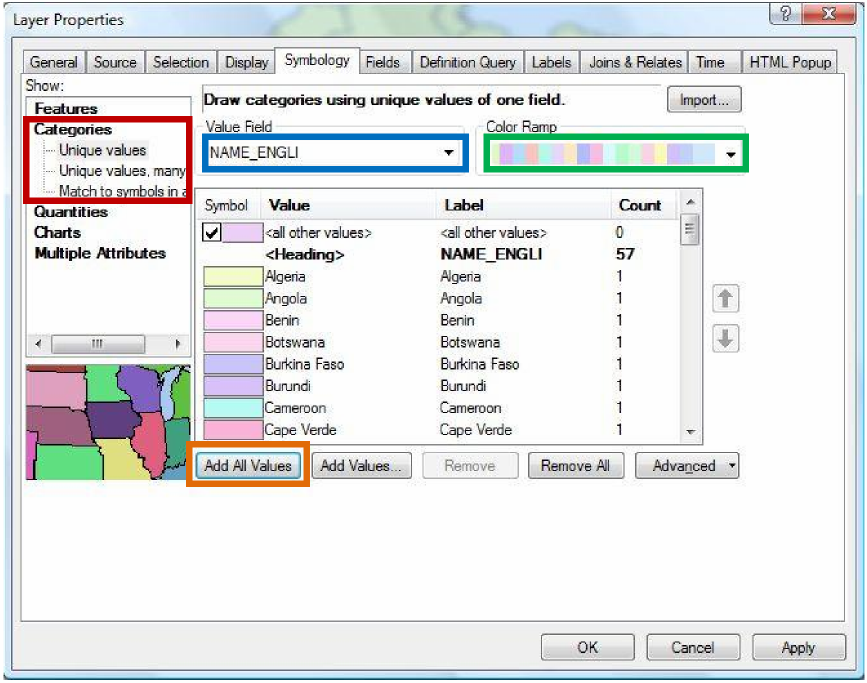 Layer Properties
General Source Selection Display Symbology Fields Definition Query Labels Joins & Relates Time HTML Popup
Show:
Features
Categories
Unique values
Unique values, many
Match to symbols in a
Quantities
Charts
Multiple Attributes
Draw categories using unique values of one field.
Import...
Value Field
Color Ramp
NAME_ENGLI
Symbol Value Label Count
<all other values> <all other values> 0
<Heading> NAME_ENGLI 57
Algeria Algeria 1
Angola Angola 1
Benin Benin 1
Botswana Botswana 1
Burkina Faso Burkina Faso 1
Burundi Burundi 1
Cameroon Cameroon 1
Cape Verde Cape Verde 1
Add All Values Add Values... Remove Remove All Advanced
OK Cancel Apply